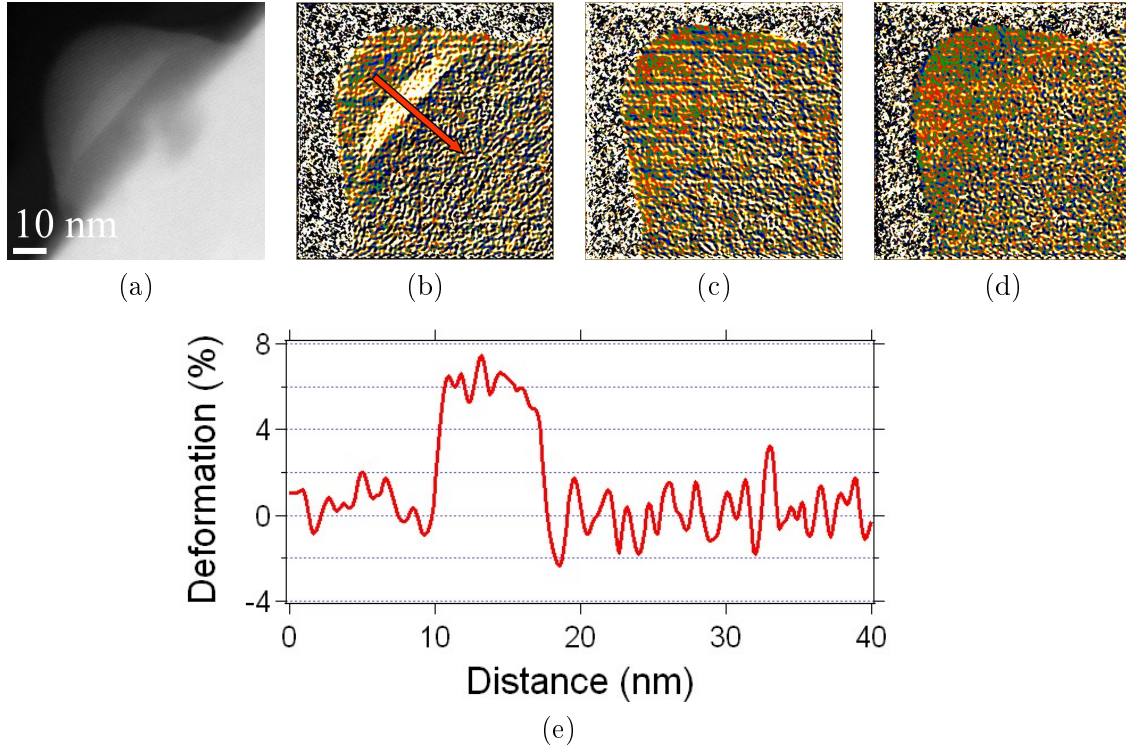 10 nm
(a)
(b)
(c)
(d)
Deformation (%)
8
4
0
-4
0 10 20 30 40
Distance (nm)
(e)